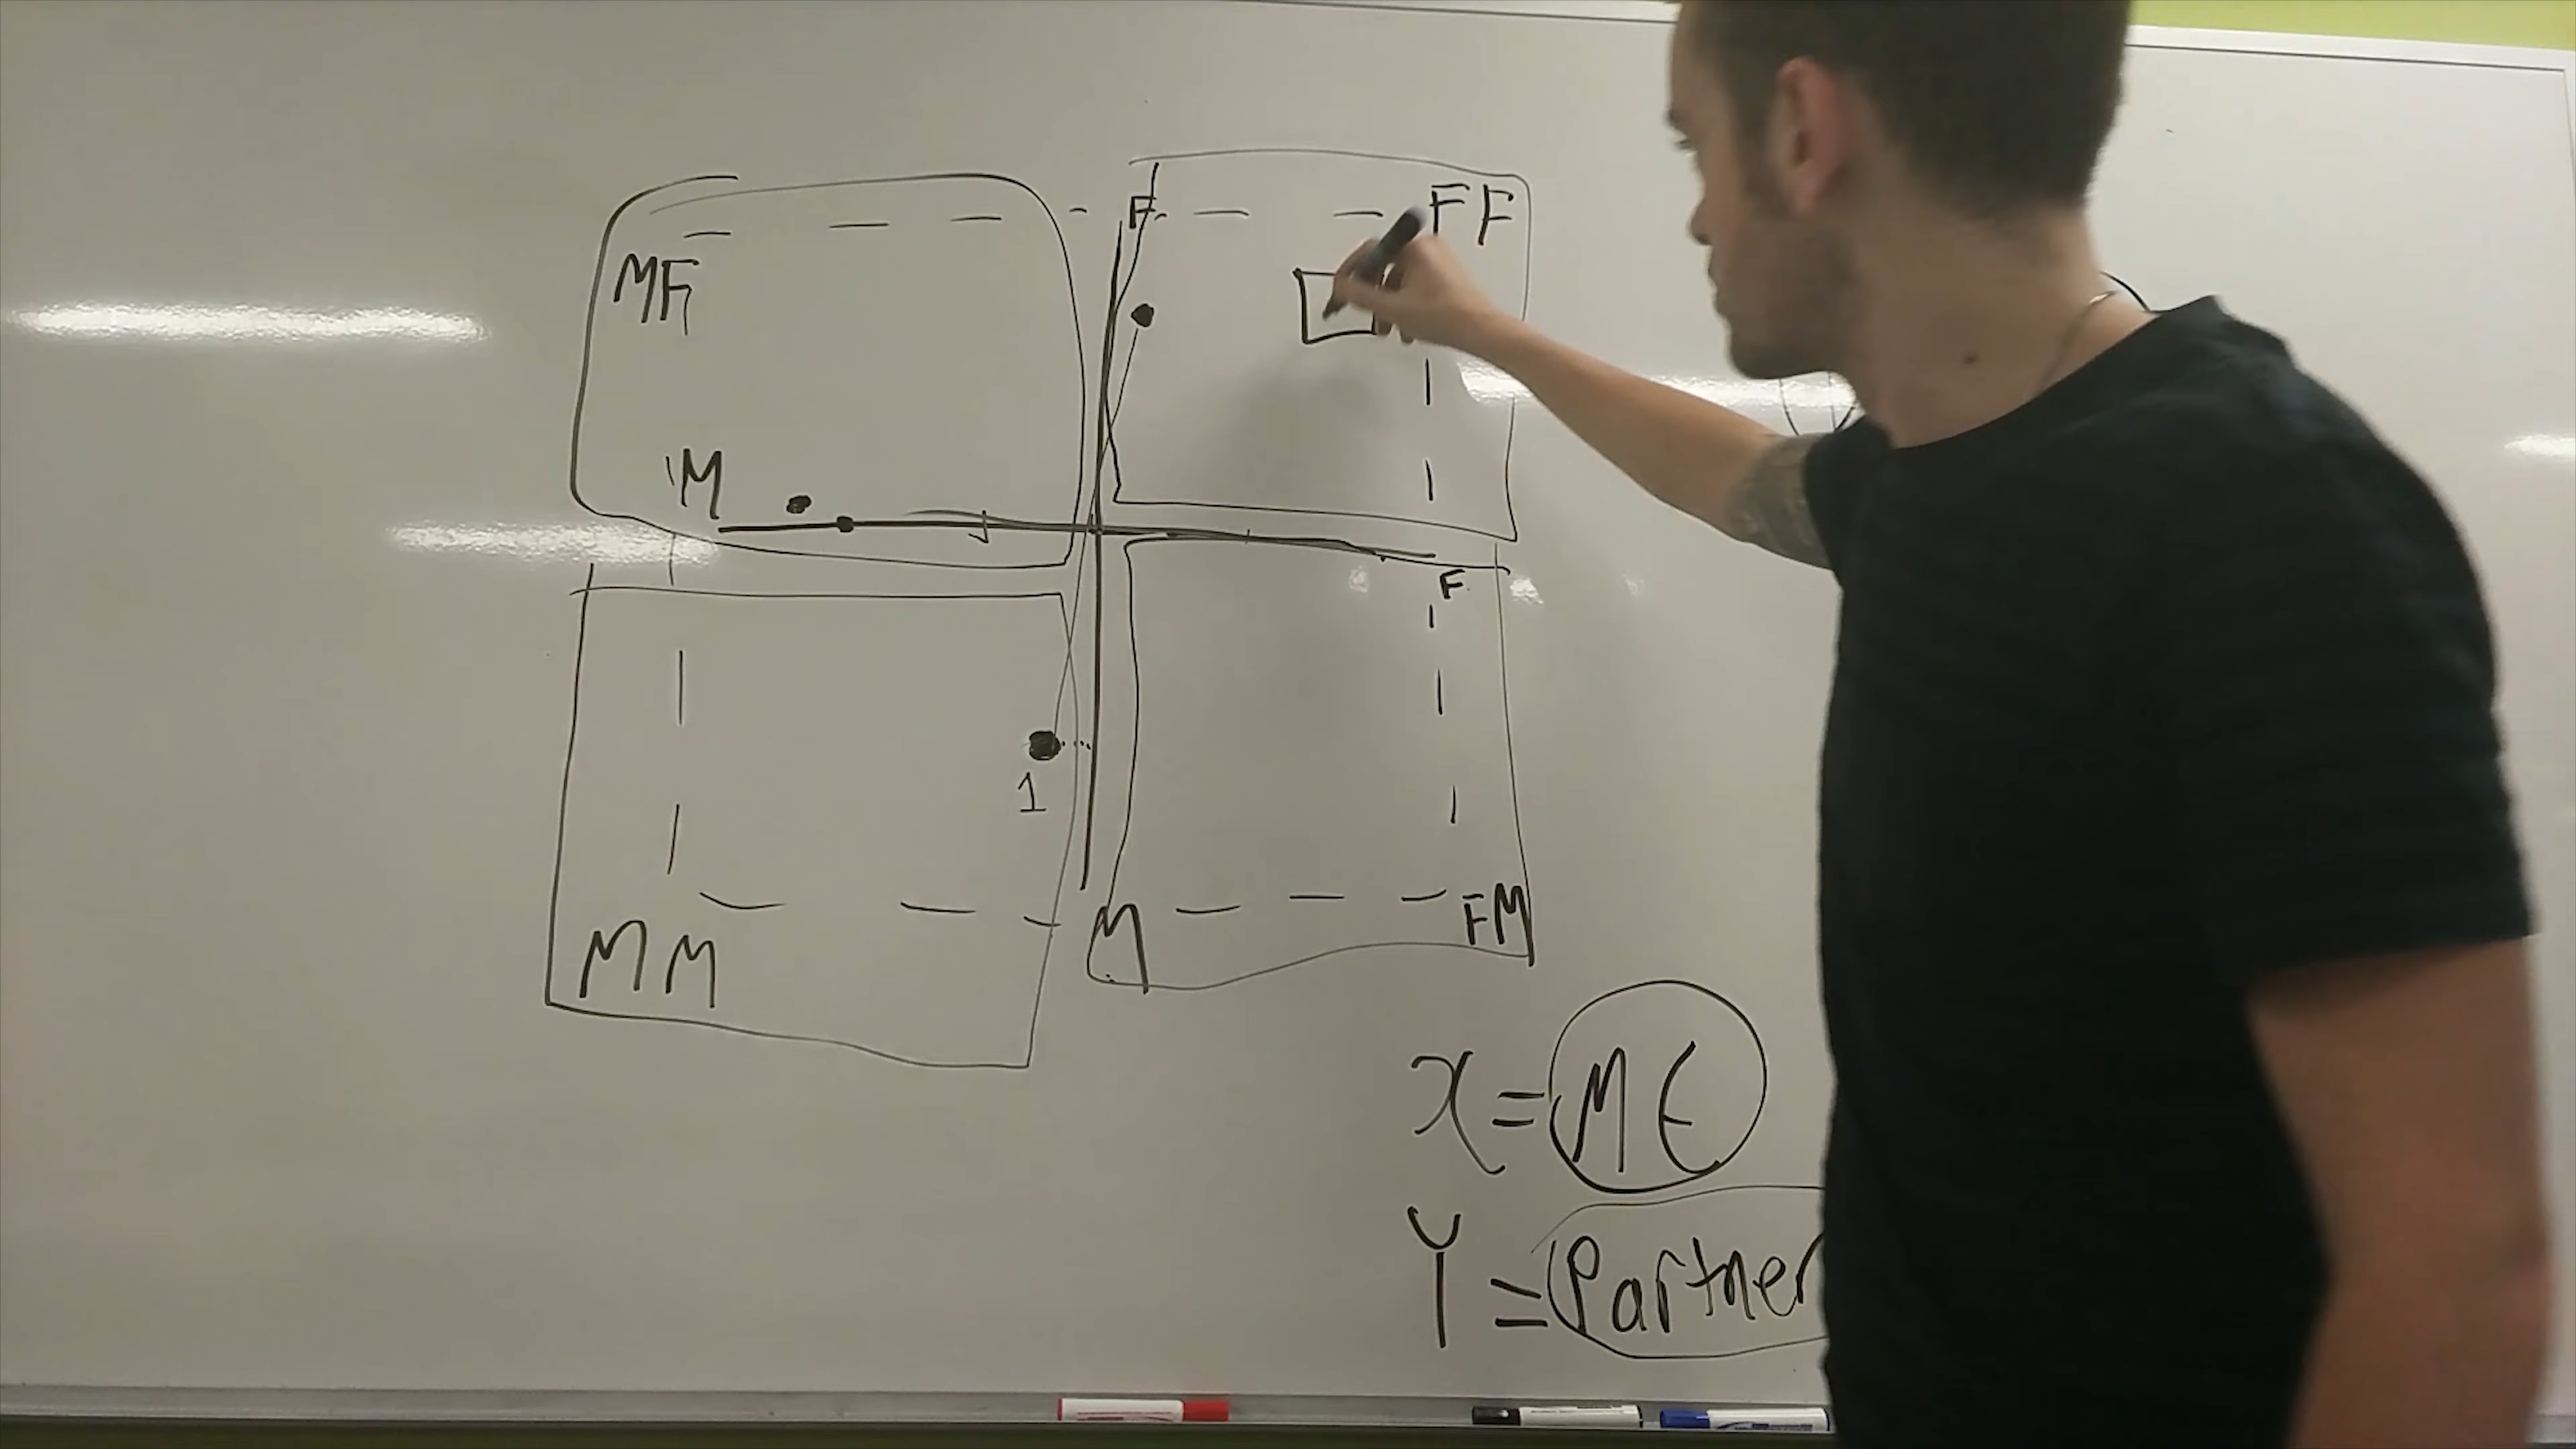 F
FF
MF
M
F
1
M
FM
MM
X = ME
Y = Partner